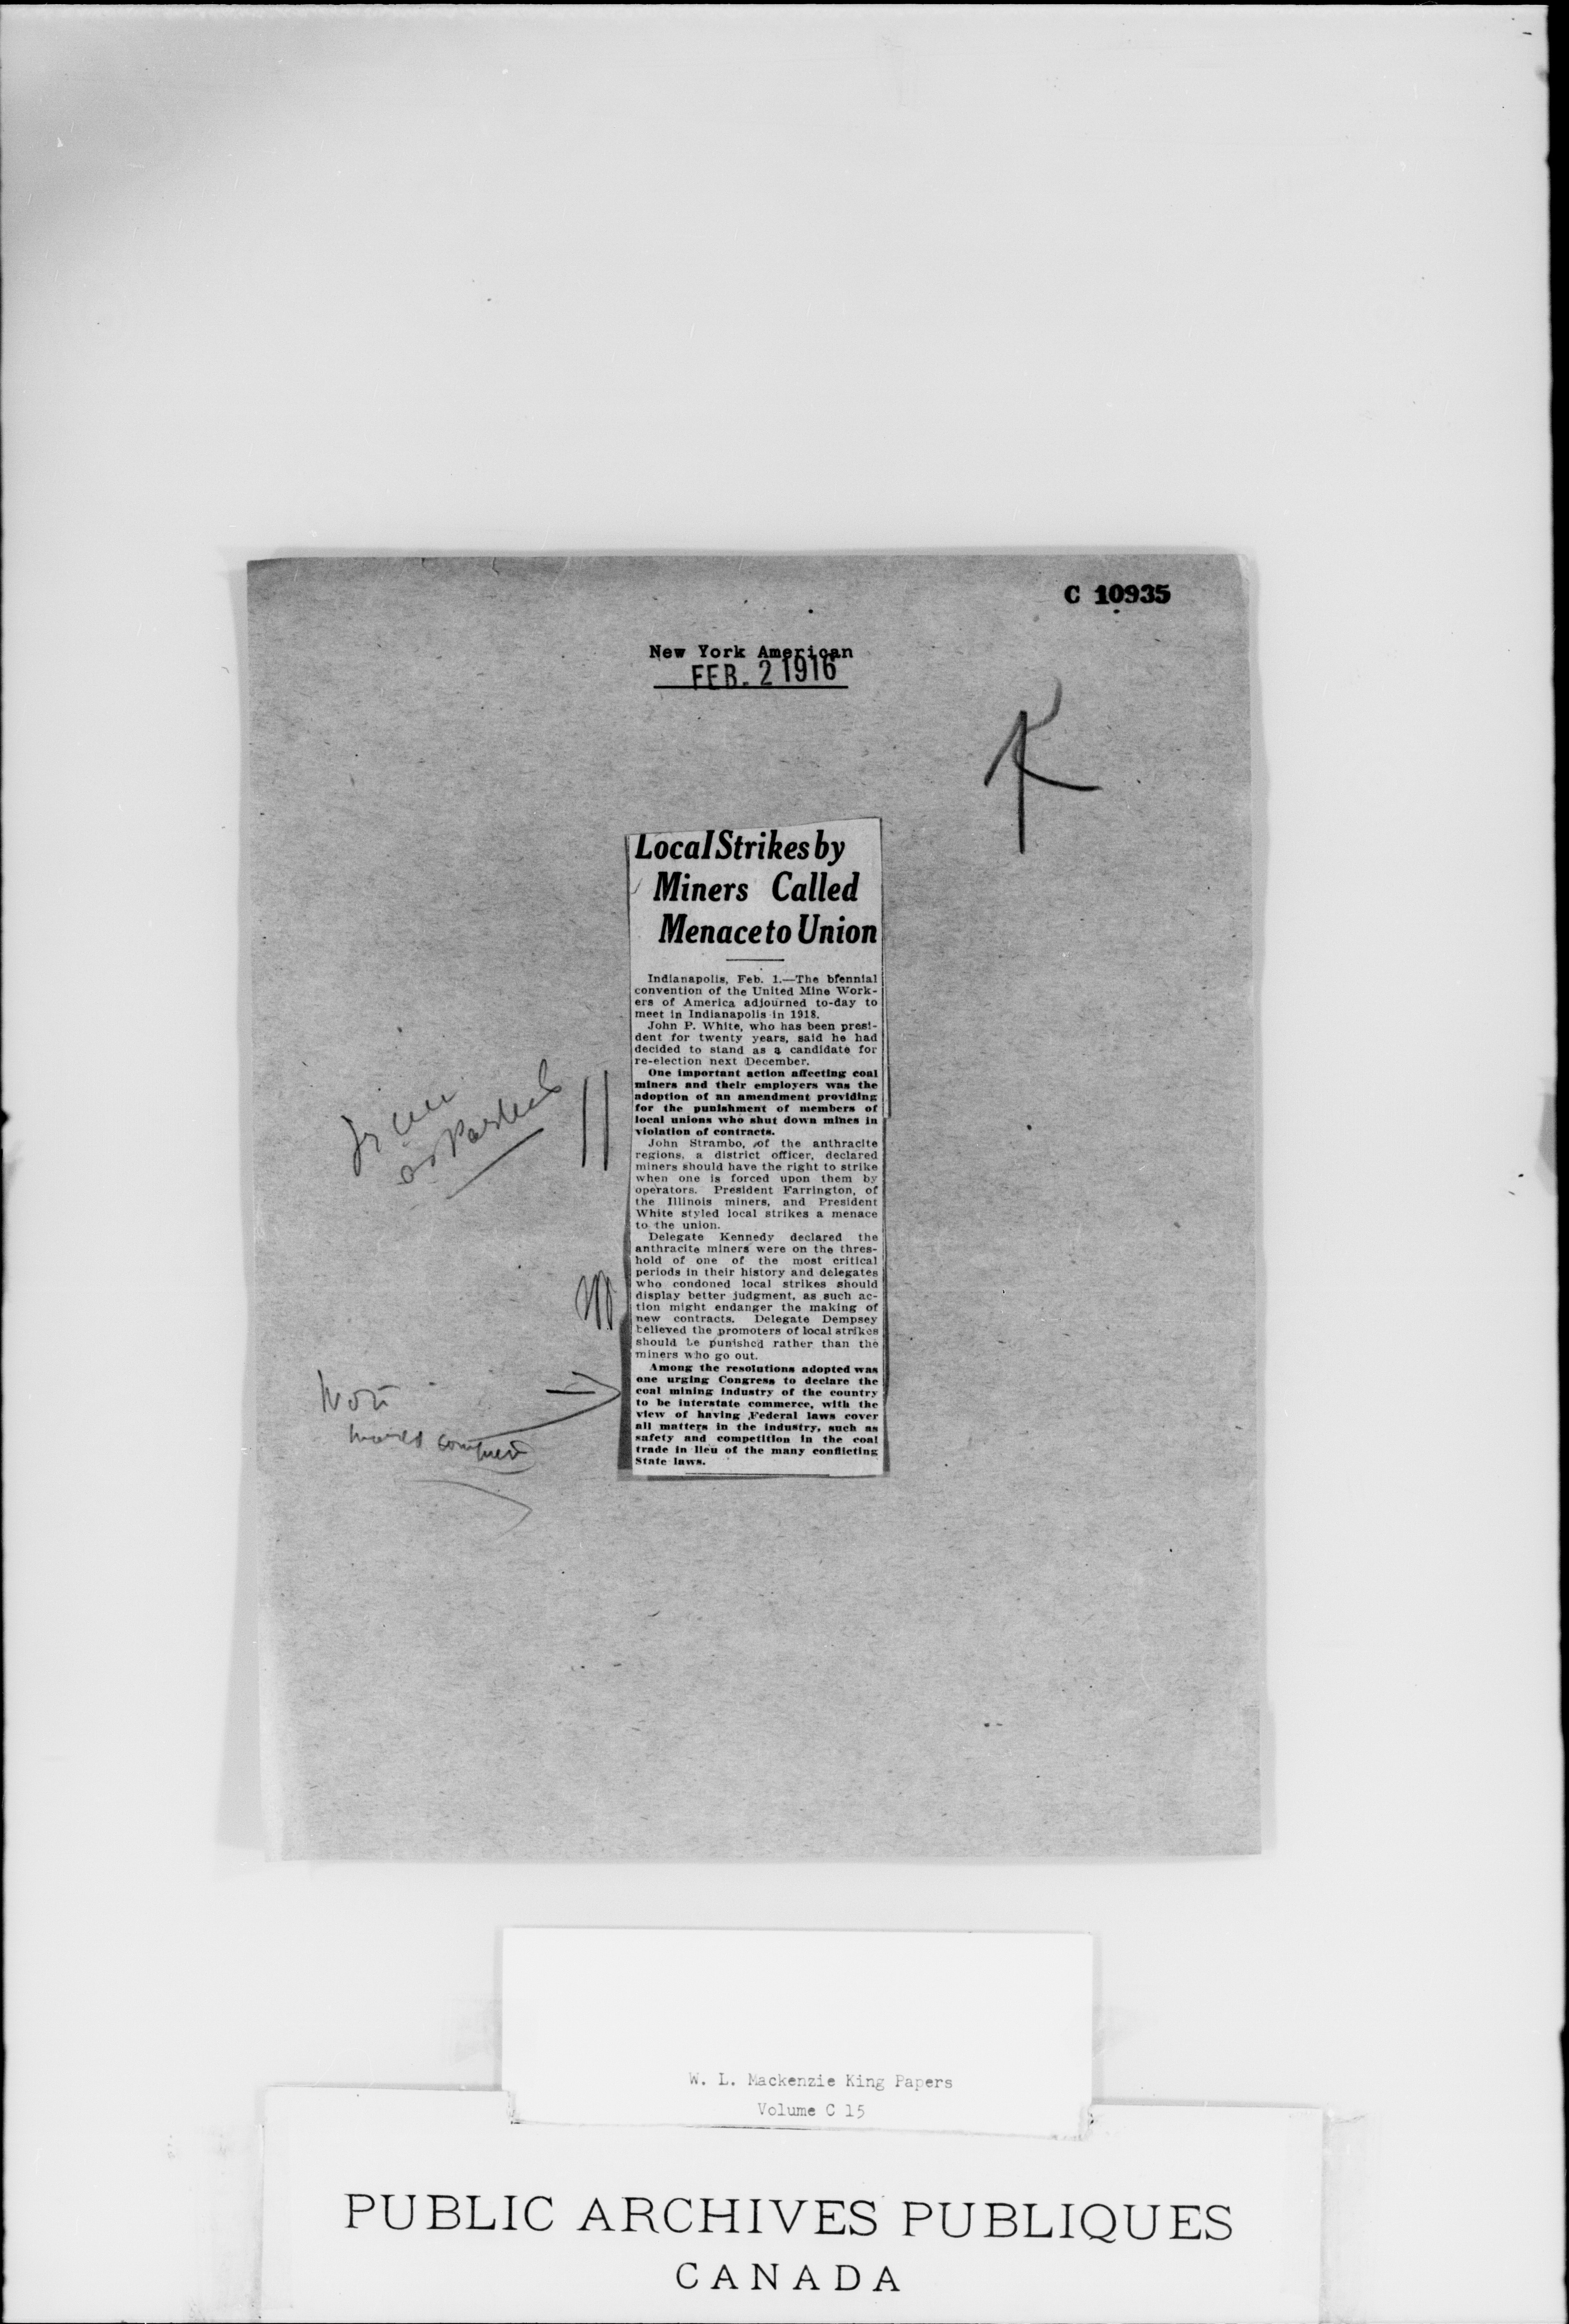 C 10935
New York American
FEB. 2 1916
K
Local Strikes by
Miners Called
Menace to Union
Indianapolis, Feb. 1.—The biennial
convention of the United Mine Work-
ers of America adjourned to-day to
meet in Indianapolis in 1918.
John P. White, who has been presi-
dent for twenty years, said he had
decided to stand as a candidate for
re-election next December.
One important action affecting coal
miners and their employers was the
adoption of an amendment providing
for the punishment of members of
local unions who shut down mines in
violation of contracts.
John Strambo, of the anthracite
regions, a district officer, declared
miners should have the right to strike
when one is forced upon them by
operators. President Farrington, of
the Illinois miners, and President
White styled local strikes a menace
to the union.
Delegate Kennedy declared the
anthracite miners were on the thres-
hold of one of the most critical
periods in their history and delegates
who condoned local strikes should
display better judgment, as such ac-
tion might endanger the making of
new contracts. Delegate Dempsey
believed the promoters of local strikes
should be punished rather than the
miners who go out.
Among the resolutions adopted was
one urging Congress to declare the
coal mining industry of the country
to be interstate commerce, with the
view of having Federal laws cover
all matters in the industry, such as
safety and competition in the coal
trade in lieu of the many conflicting
State laws.
W. L. Mackenzie King Papers
Volume C 15
PUBLIC ARCHIVES PUBLIQUES
CANADA